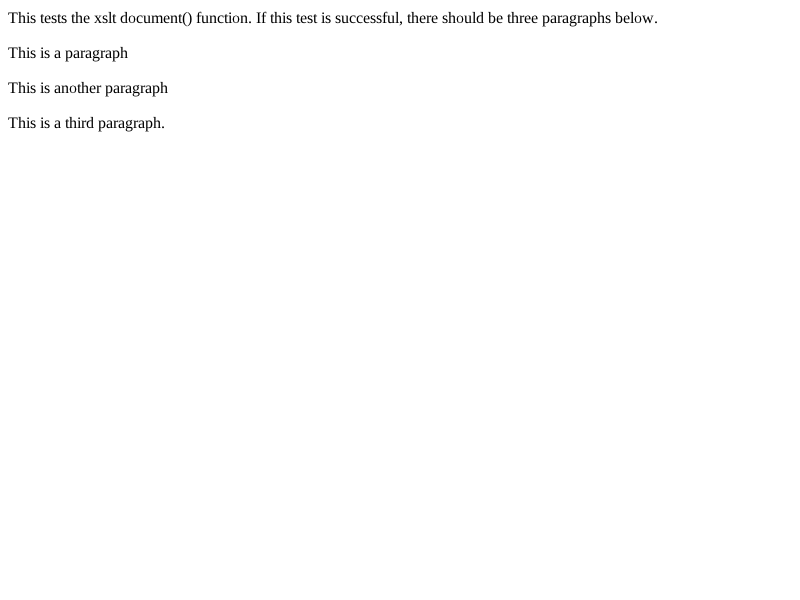 This tests the xslt document() function. If this test is successful, there should be three paragraphs below.
This is a paragraph
This is another paragraph
This is a third paragraph.